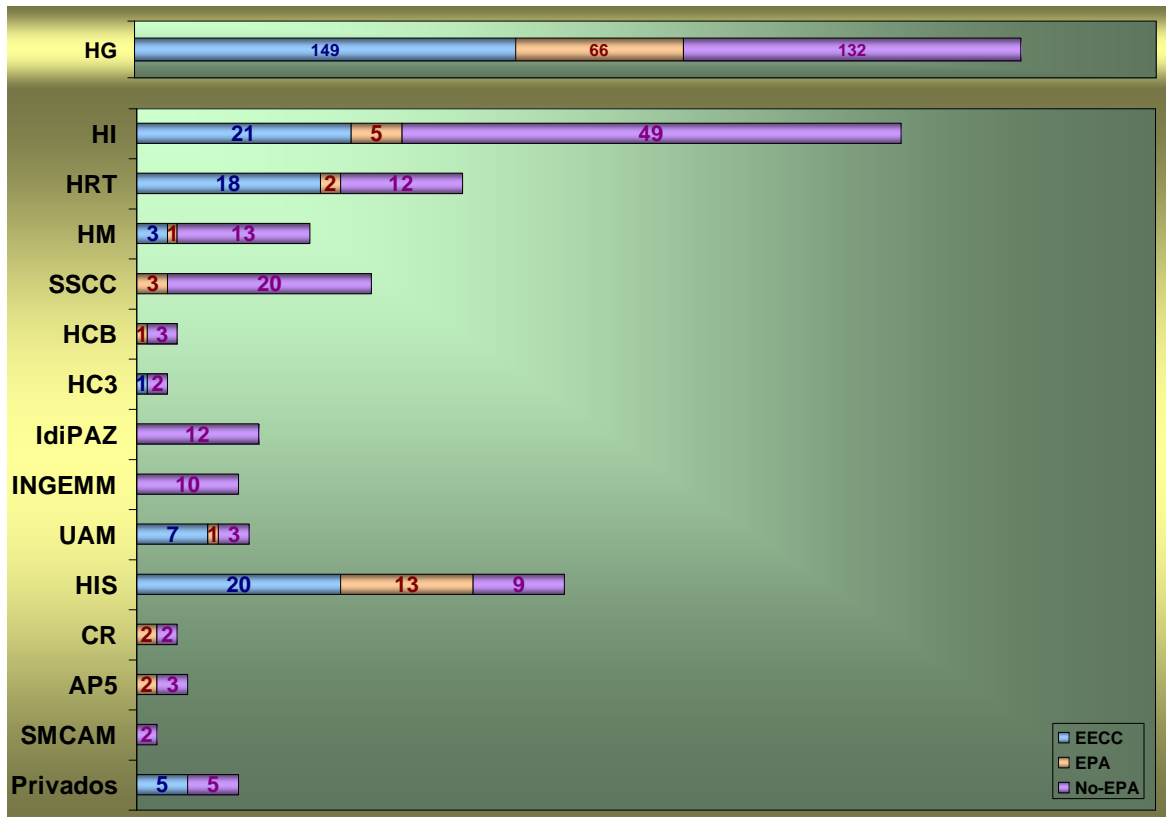 HG 149 66 132
HI 21 5 49
HRT 18 2 12
HM 3 1 13
SSCC 3 20
HCB 1 3
HC3 1 2
IdiPAZ 12
INGEMM 10
UAM 7 1 3
HIS 20 13 9
CR 2 2
AP5 2 3
SMCAM 2
Privados 5 5
EECC
EPA
No-EPA